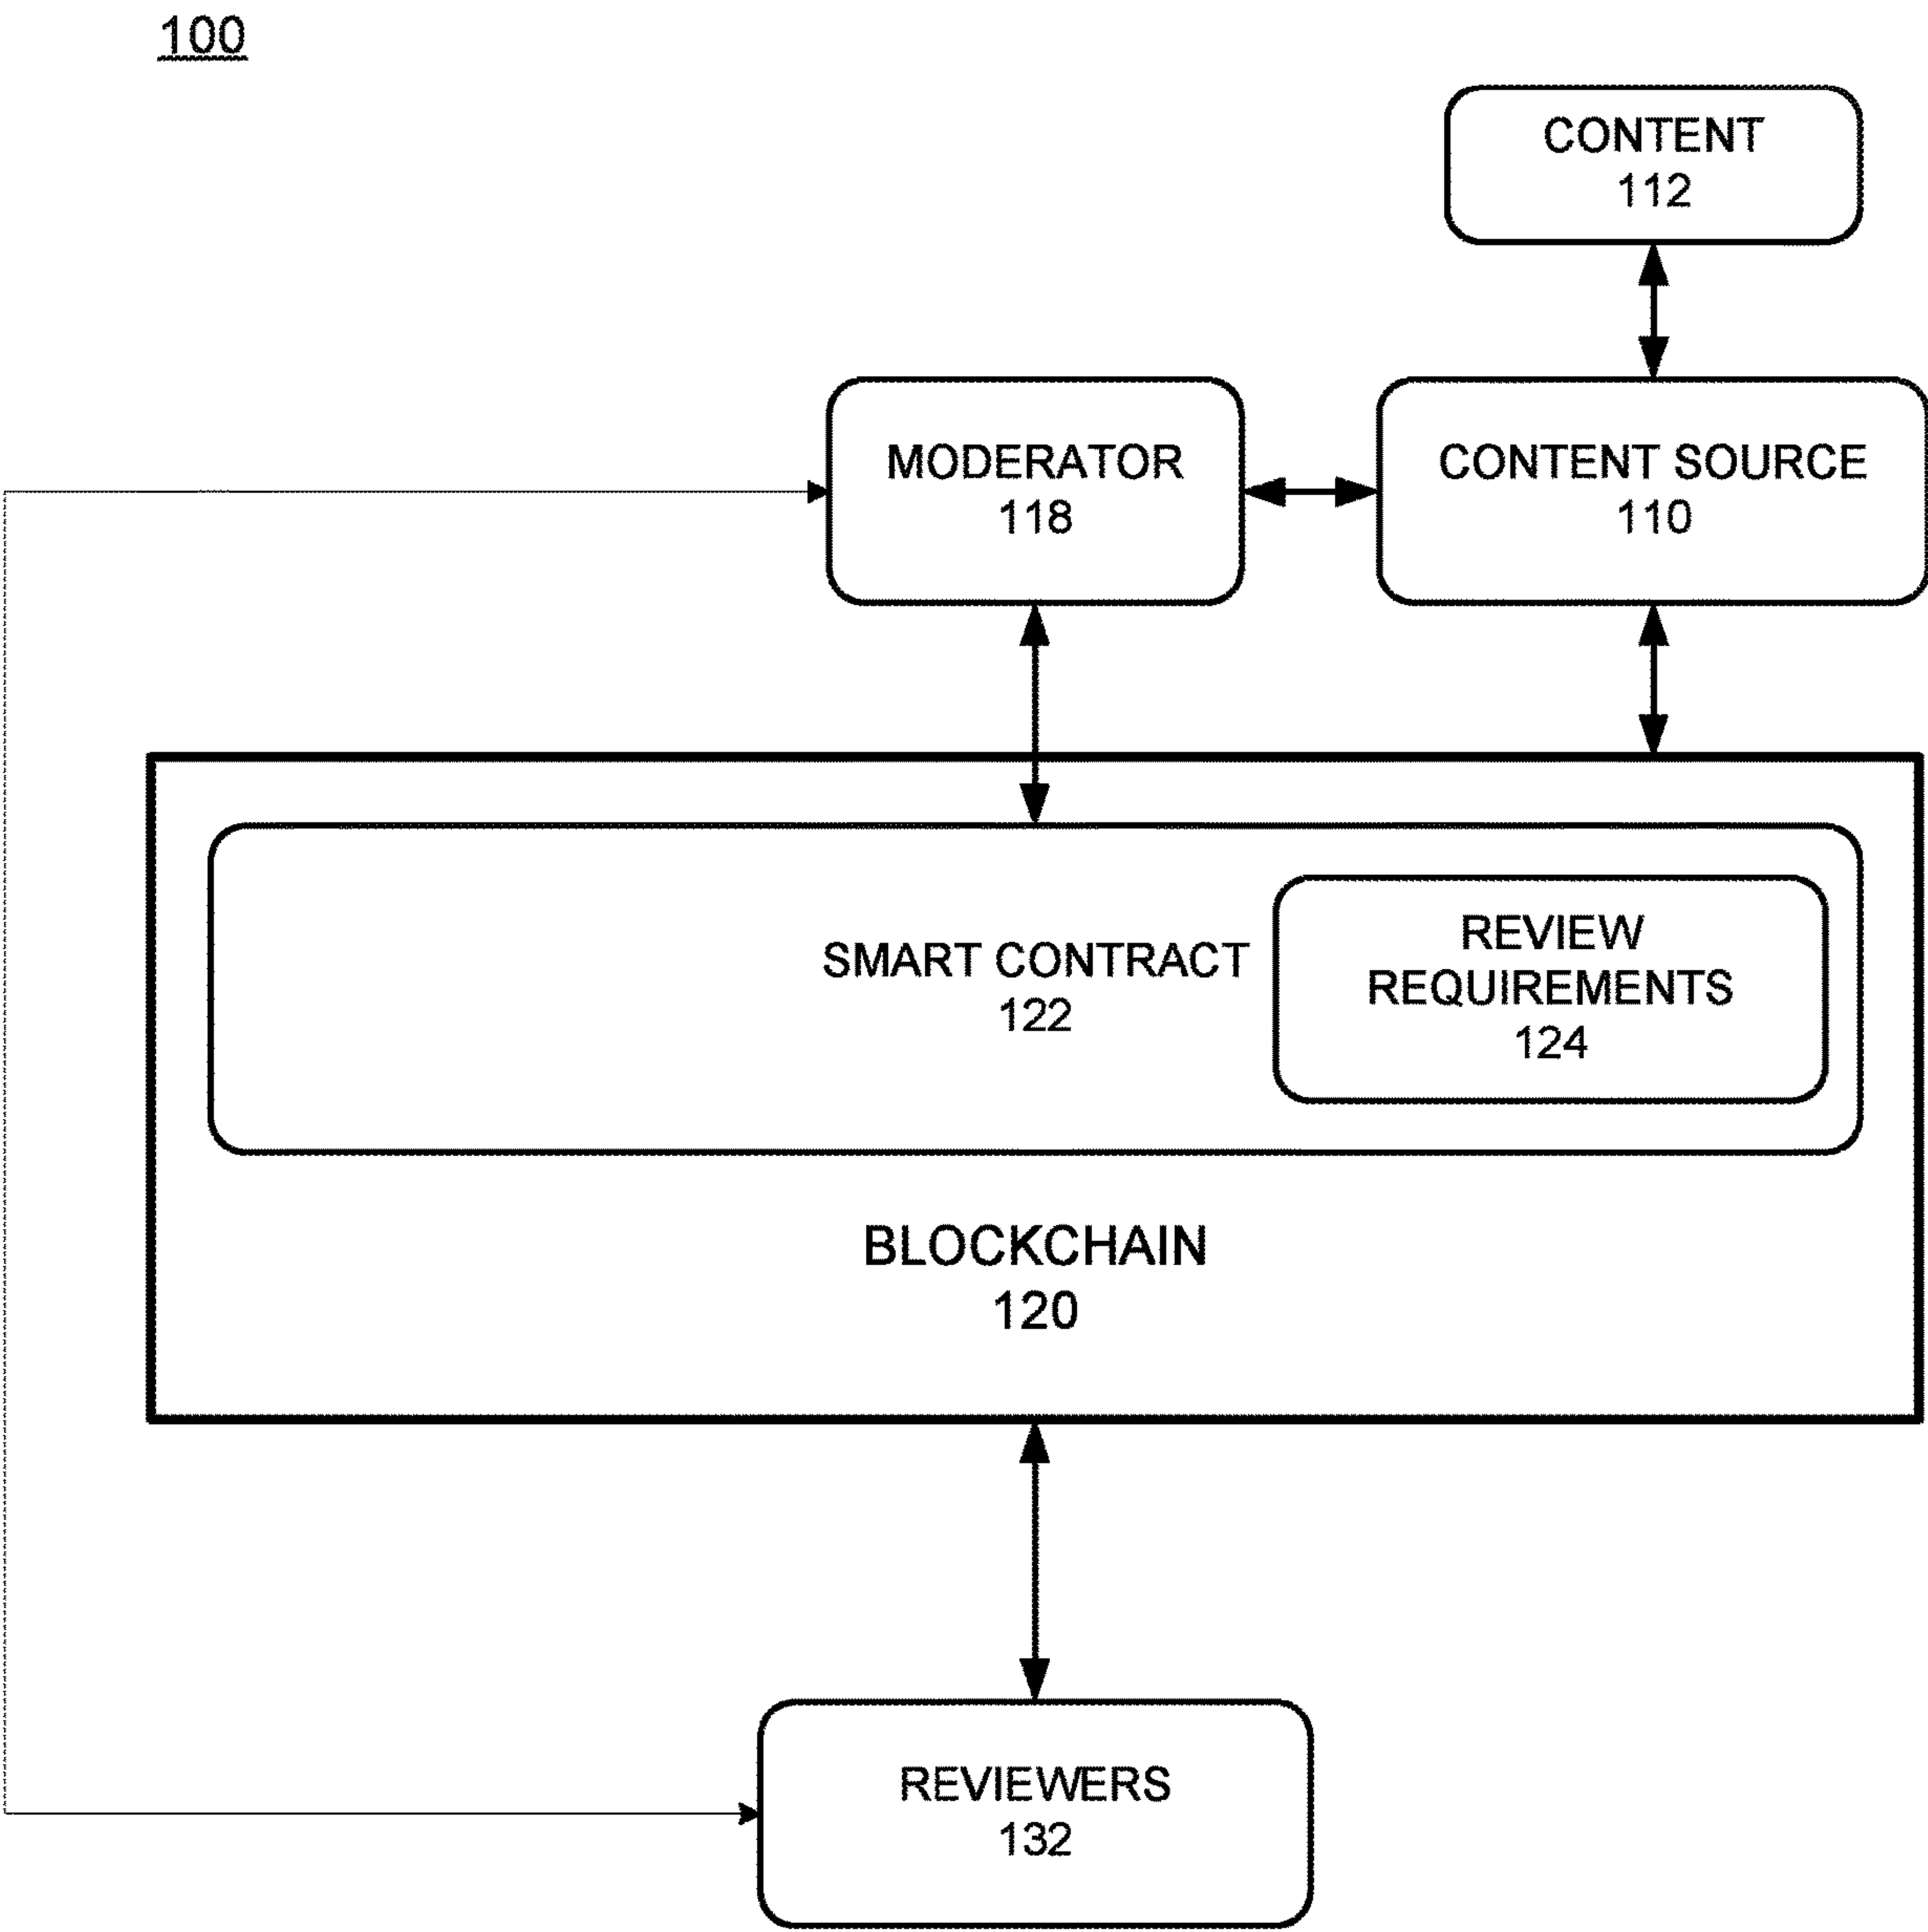 100
CONTENT
112
MODERATOR
118
CONTENT SOURCE
110
SMART CONTRACT
122
REVIEW
REQUIREMENTS
124
BLOCKCHAIN
120
REVIEWERS
132